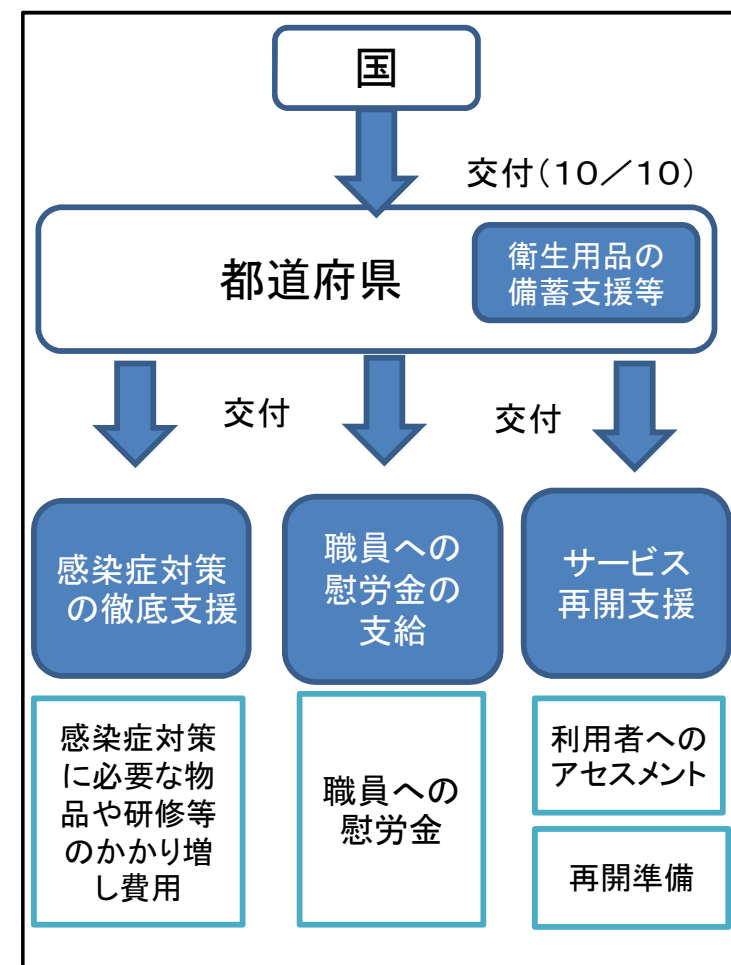 国
交付(10/10)
都道府県
衛生用品の
備蓄支援等
交付
交付
感染症対策
の徹底支援
職員への
慰労金の
支給
サービス
再開支援
感染症対策
に必要な物
品や研修等
のかかり増
し費用
職員への
慰労金
利用者への
アセスメント
再開準備